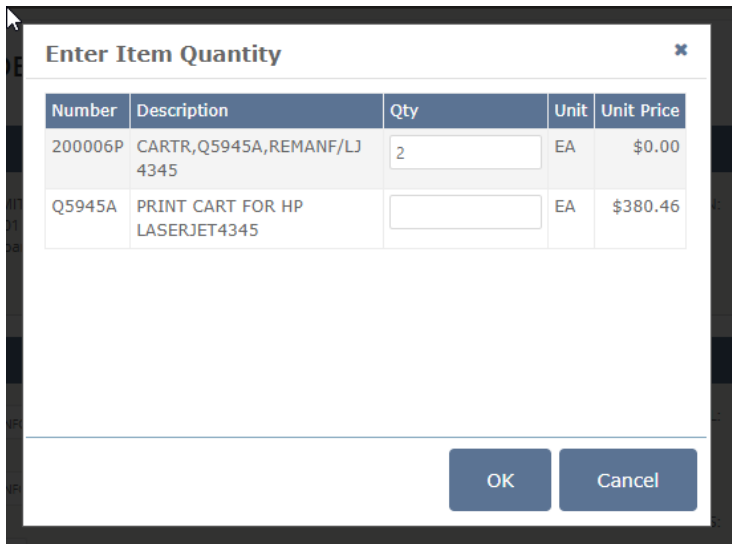 Enter Item Quantity
Number Description Qty Unit Unit Price
200006P CARTR,Q5945A,REMANF/LJ 2 EA $0.00
4345
Q5945A PRINT CART FOR HP EA $380.46
LASERJET4345
OK Cancel